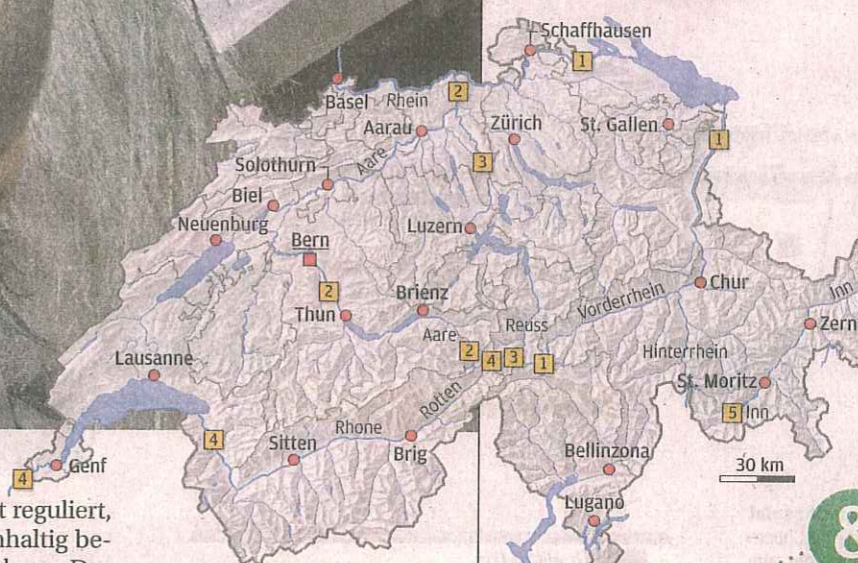 Schaffhausen
1
Basel
Rhein
2
Aarau
Zürich
St. Gallen
1
Aare
3
Solothurn
Biel
Neuenburg
Luzern
Bern
2
Brienz
Vorderrhein
Chur
Inn
Thun
Aare
Reuss
Zern
Hinterrhein
2
4
3
1
Lausanne
St. Moritz
Rotten
5
Inn
Rhone
4
Sitten
Brig
Bellinzona
Genf
4
30 km
Lugano
t reguliert,
hhaltig be-
8